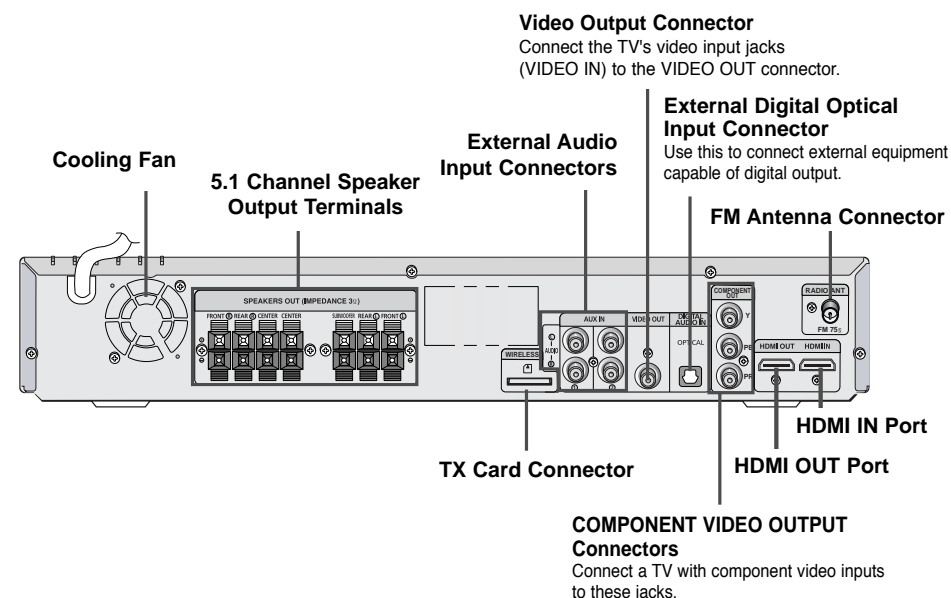 Video Output Connector
Connect the TV's video input jacks
(VIDEO IN) to the VIDEO OUT connector.
External Digital Optical
Input Connector
Use this to connect external equipment
capable of digital output.
External Audio
Input Connectors
Cooling Fan
5.1 Channel Speaker
Output Terminals
FM Antenna Connector
SPEAKERS OUT (IMPEDANCE 3Ω)
FRONT R REAR R CENTER CENTER
SUBWOOFER REAR L FRONT L
AUX IN
VIDEO OUT
DIGITAL
AUDIO IN
OPTICAL
COMPONENT
OUT
Y
PB
PR
RADIO ANT
FM 75
HDMI OUT
HDMI IN
WIRELESS
AUDIO
HDMI IN Port
HDMI OUT Port
TX Card Connector
COMPONENT VIDEO OUTPUT
Connectors
Connect a TV with component video inputs
to these jacks.